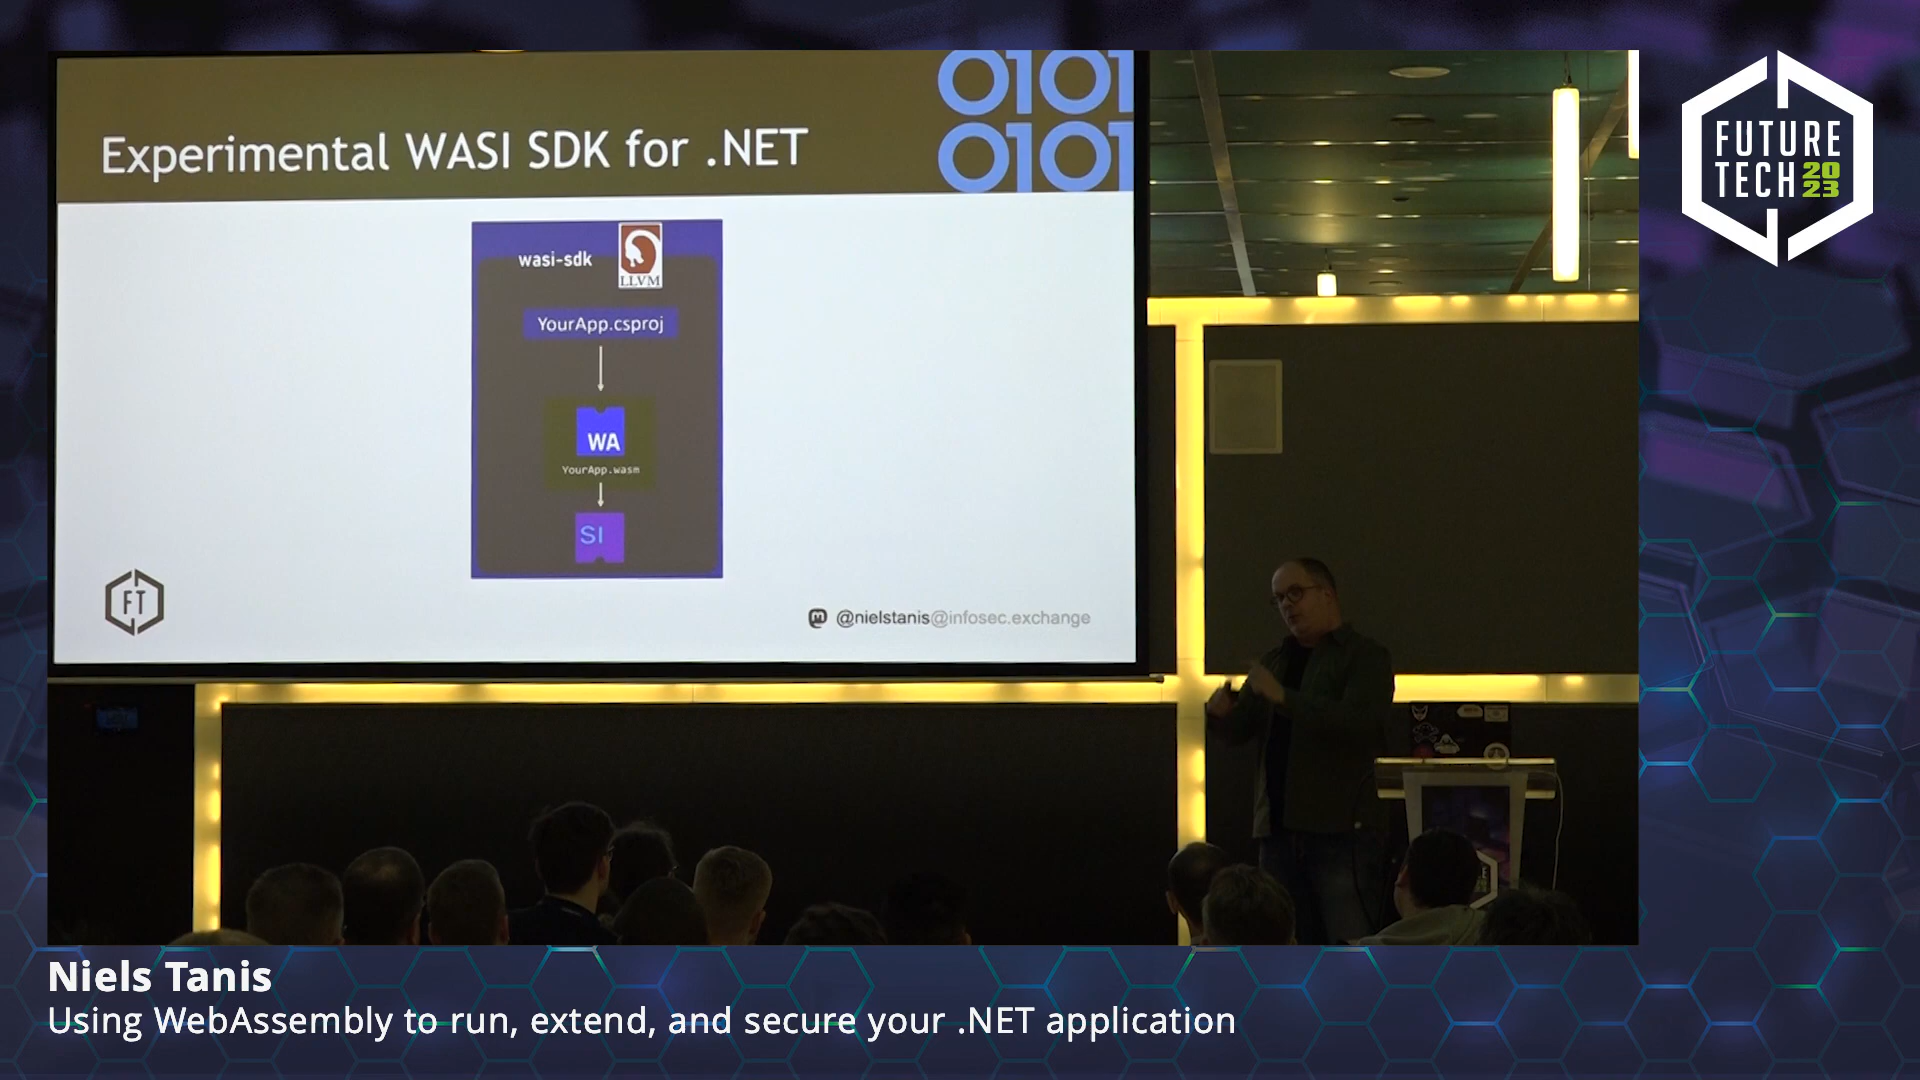 Experimental WASI SDK for .NET
0101
0101
wasi-sdk
LLVM
YourApp.csproj
WA
YourApp.wasm
SI
FT
@nielstanis@infosec.exchange
FUTURE
TECH 2023
Niels Tanis
Using WebAssembly to run, extend, and secure your .NET application